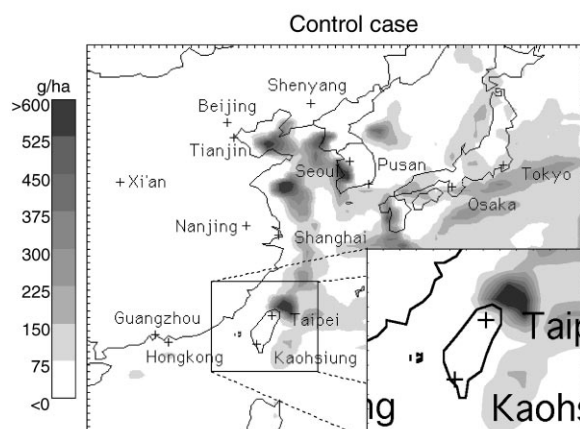 Control case
g/ha
>600
525
450
375
300
225
150
75
<0
Shenyang
Beijing
Tianjin
Seoul
Pusan
Xi'an
Tokyo
Osaka
Nanjing
Shanghai
Guangzhou
Hongkong
Taipei
Kaohsiung
Taip
ng
Kaohs